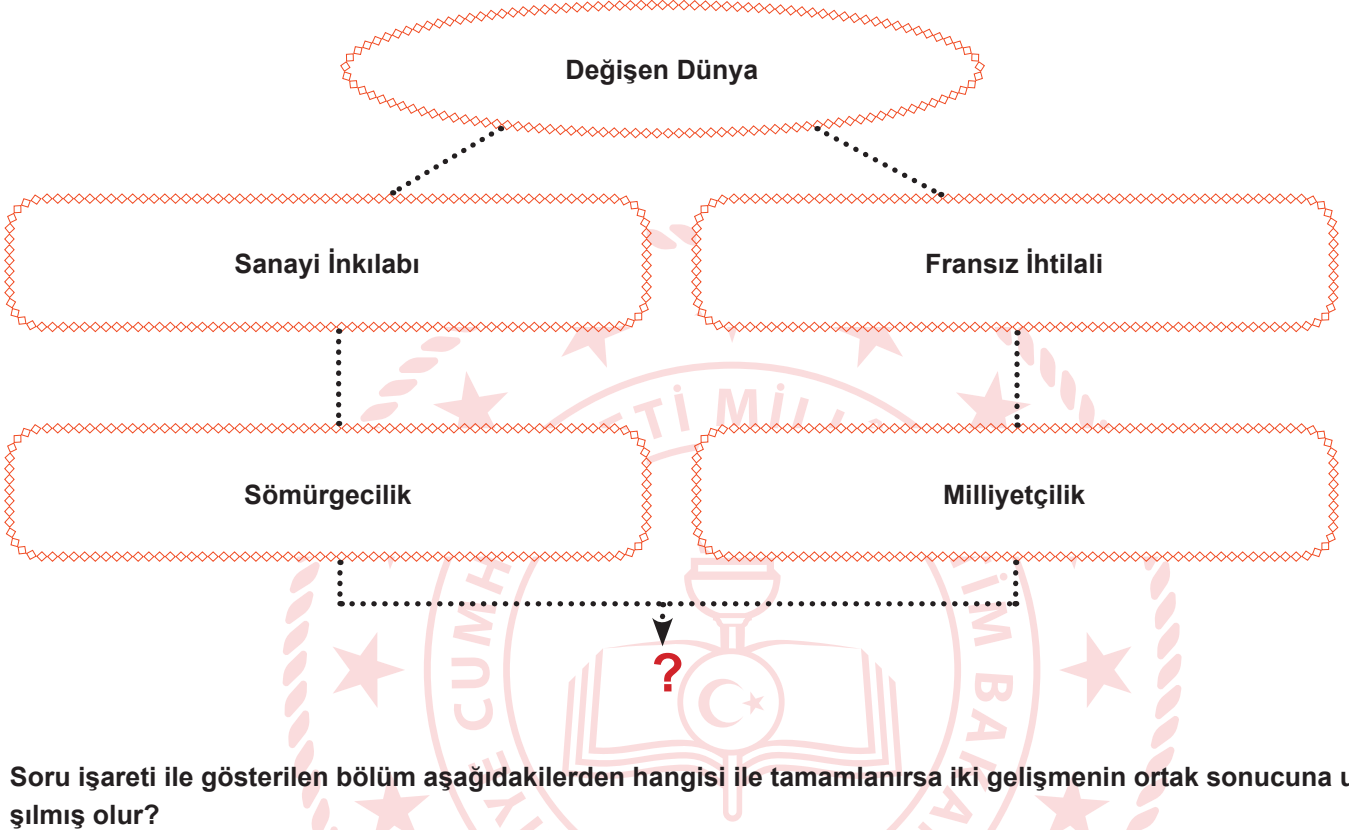 Değişen Dünya
Sanayi İnkılabı
Fransız İhtilali
Sömürgecilik
Milliyetçilik
?
Soru işareti ile gösterilen bölüm aşağıdakilerden hangisi ile tamamlanırsa iki gelişmenin ortak sonucuna u
şılmış olur?